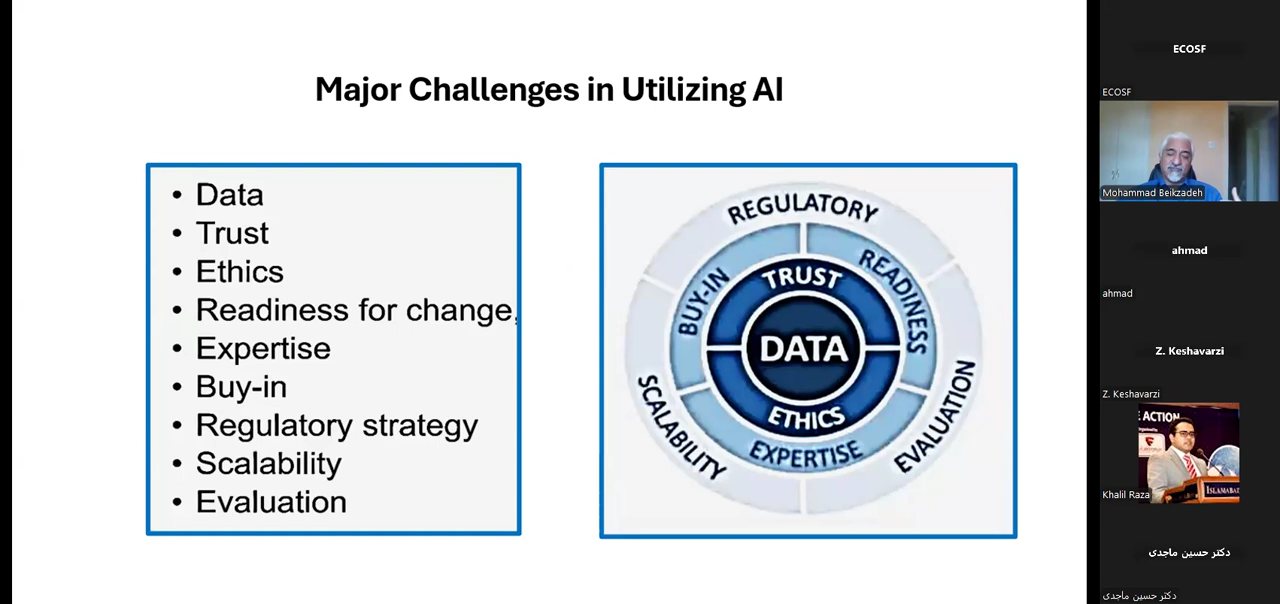 Major Challenges in Utilizing AI
• Data
• Trust
• Ethics
• Readiness for change,
• Expertise
• Buy-in
• Regulatory strategy
• Scalability
• Evaluation
REGULATORY
BUY-IN
TRUST
READINESS
DATA
ETHICS
EXPERTISE
SCALABILITY
EVALUATION
ECOSF
ECOSF
Mohammad Beikzadeh
ahmad
ahmad
Z. Keshavarzi
Z. Keshavarzi
E ACTION
ISLAMABAD
Khalil Raza
دکتر حسین ماجدی
دکتر حسین ماجدی